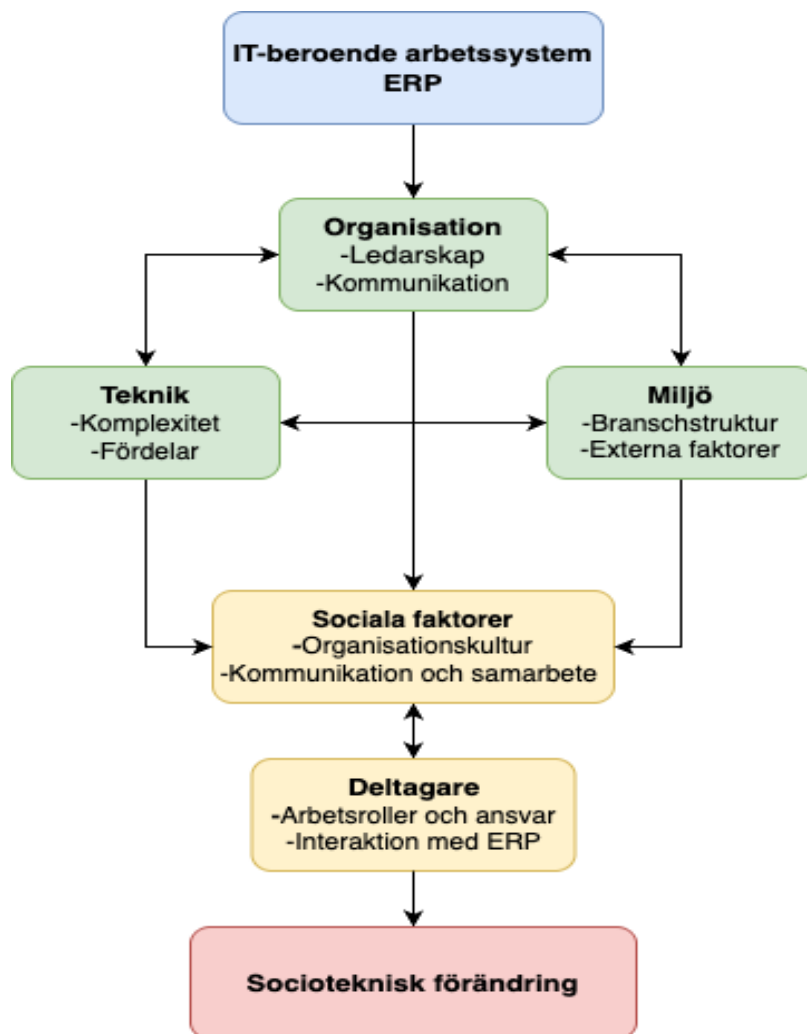 IT-beroende arbetssystem
ERP
Organisation
-Ledarskap
-Kommunikation
Teknik
-Komplexitet
-Fördelar
Miljö
-Branschstruktur
-Externa faktorer
Sociala faktorer
-Organisationskultur
-Kommunikation och samarbete
Deltagare
-Arbetsroller och ansvar
-Interaktion med ERP
Socioteknisk förändring